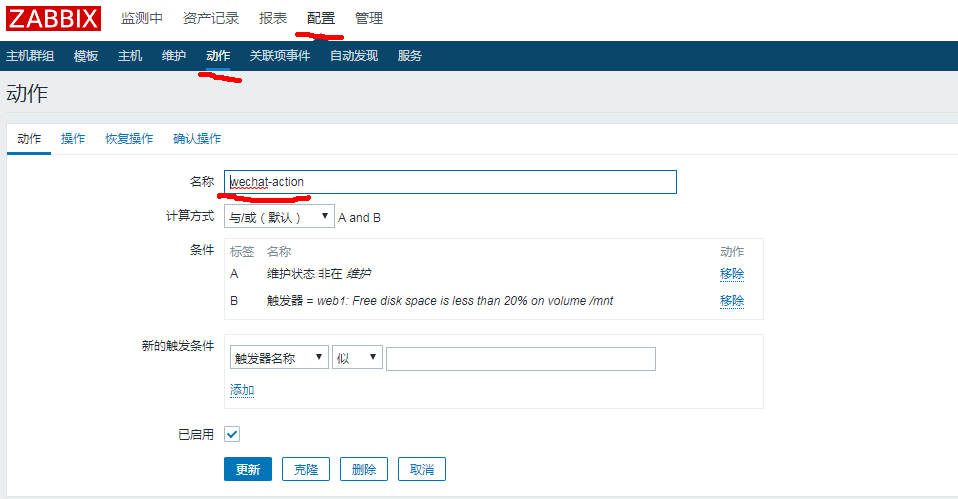 ZABBIX 监测中 资产记录 报表 配置 管理
主机群组 模板 主机 维护 动作 关联项事件 自动发现 服务
动作
动作 操作 恢复操作 确认操作
名称 wechat-action
计算方式 与/或（默认） A and B
条件 标签 名称 动作
A 维护状态 非在 维护 移除
B 触发器 = web1: Free disk space is less than 20% on volume /mnt 移除
新的触发条件
触发器名称 似
添加
已启用
更新 克隆 删除 取消